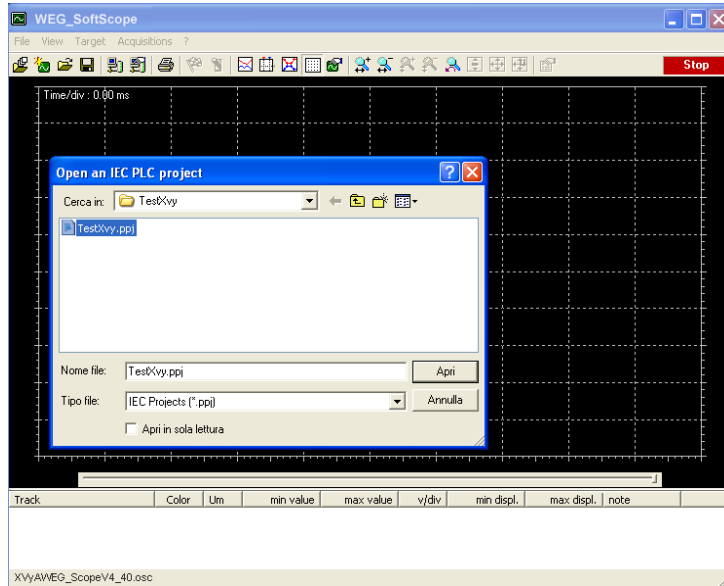 WEG_SoftScope
File View Target Acquisitions ?
Stop
Time/div : 0.00 ms
Open an IEC PLC project
Cerca in: TestXvy
TestXvy.ppj
Nome file: TestXvy.ppj Apri
Tipo file: IEC Projects (*.ppj) Annulla
Apri in sola lettura
Track Color Um min value max value v/div min displ. max displ. note
XVyAWEG_ScopeV4_40.osc